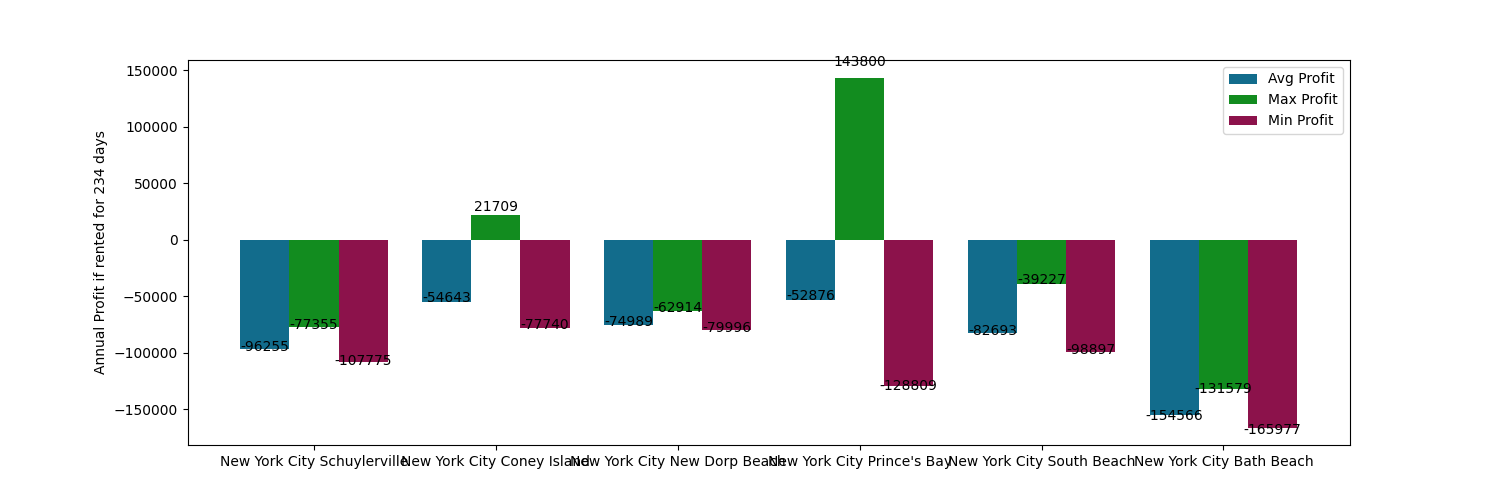 143800
150000
100000
50000
0
−50000
−100000
−150000
Annual Profit if rented for 234 days
Avg Profit
Max Profit
Min Profit
21709
-96255
-77355
-107775
-54643
-77740
-74989
-62914
-79996
-52876
-128809
-82693
-39227
-98897
-154566
-131579
-165977
New York City Schuylerville
New York City Coney Island
New York City New Dorp Beach
New York City Prince's Bay
New York City South Beach
New York City Bath Beach